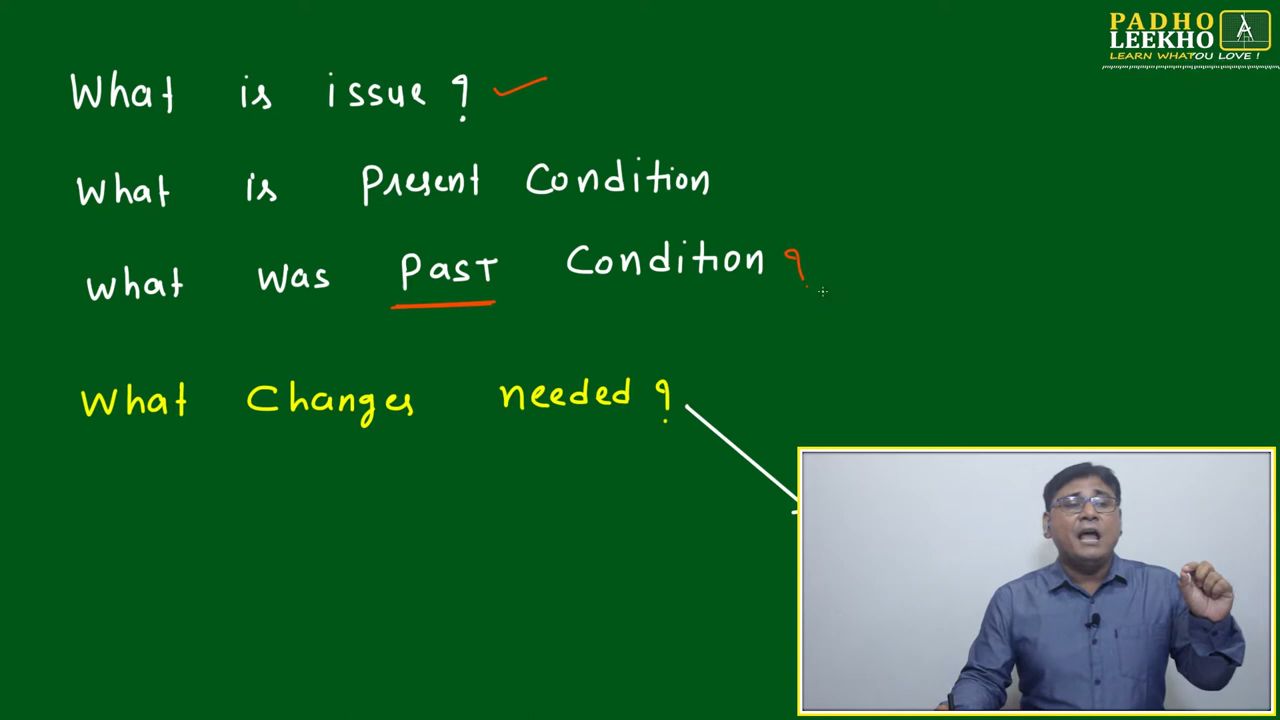 PADHO
LEEKHO
LEARN WHATOU LOVE !
What is issue ?
What is Present Condition
what was Past Condition ?
What Changes needed ?